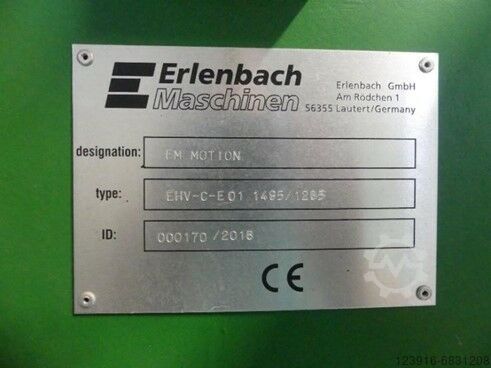 Erlenbach
Maschinen
Erlenbach GmbH
Am Rödchen 1
56355 Lautert/Germany
designation: EM MOTION
type: EHV-C-E01 1495/1285
ID: 000170/2016
CE
123916-6831208